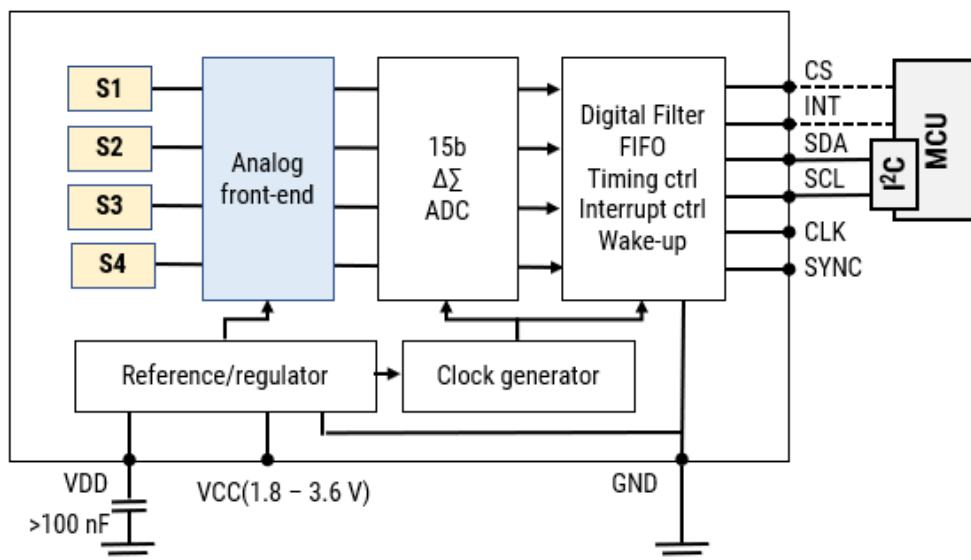 S1
S2
S3
S4
Analog
front-end
15b
ΔΣ
ADC
Digital Filter
FIFO
Timing ctrl
Interrupt ctrl
Wake-up
CS
INT
SDA
SCL
CLK
SYNC
I²C
MCU
Reference/regulator
Clock generator
VDD
>100 nF
VCC(1.8 – 3.6 V)
GND